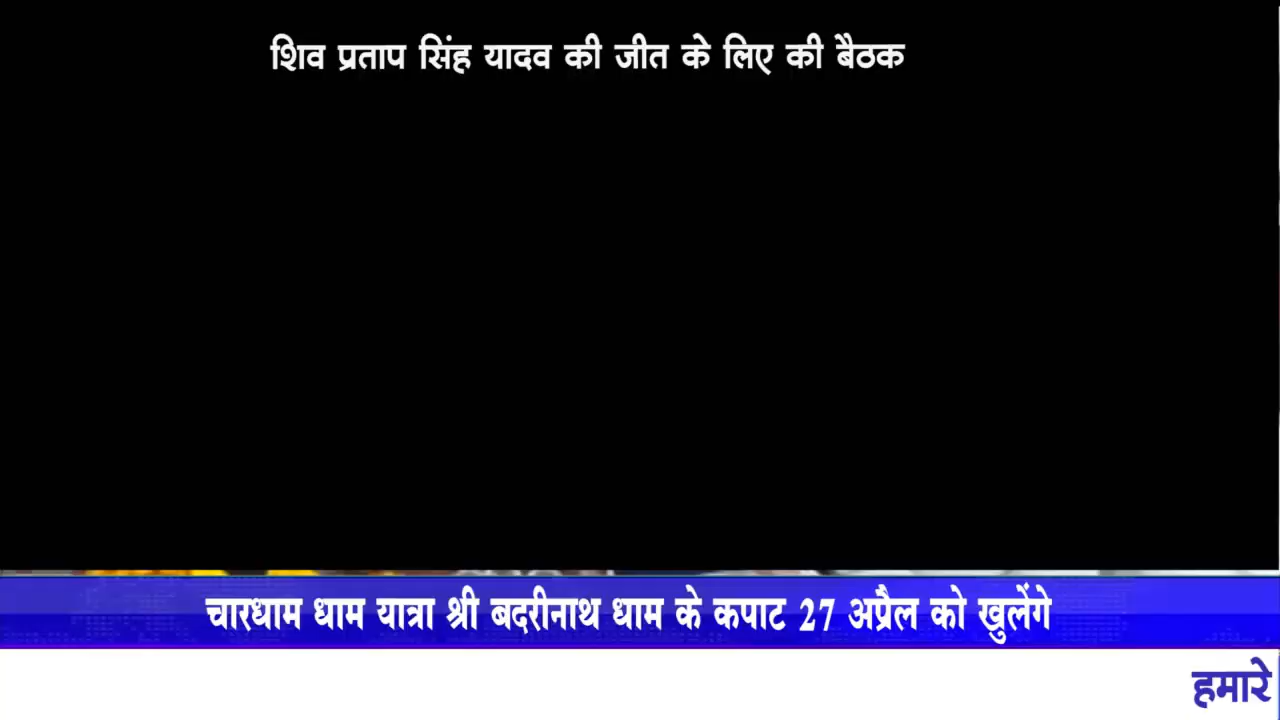 शिव प्रताप सिंह यादव की जीत के लिए की बैठक
चारधाम धाम यात्रा श्री बदरीनाथ धाम के कपाट 27 अप्रैल को खुलेंगे
हमारे